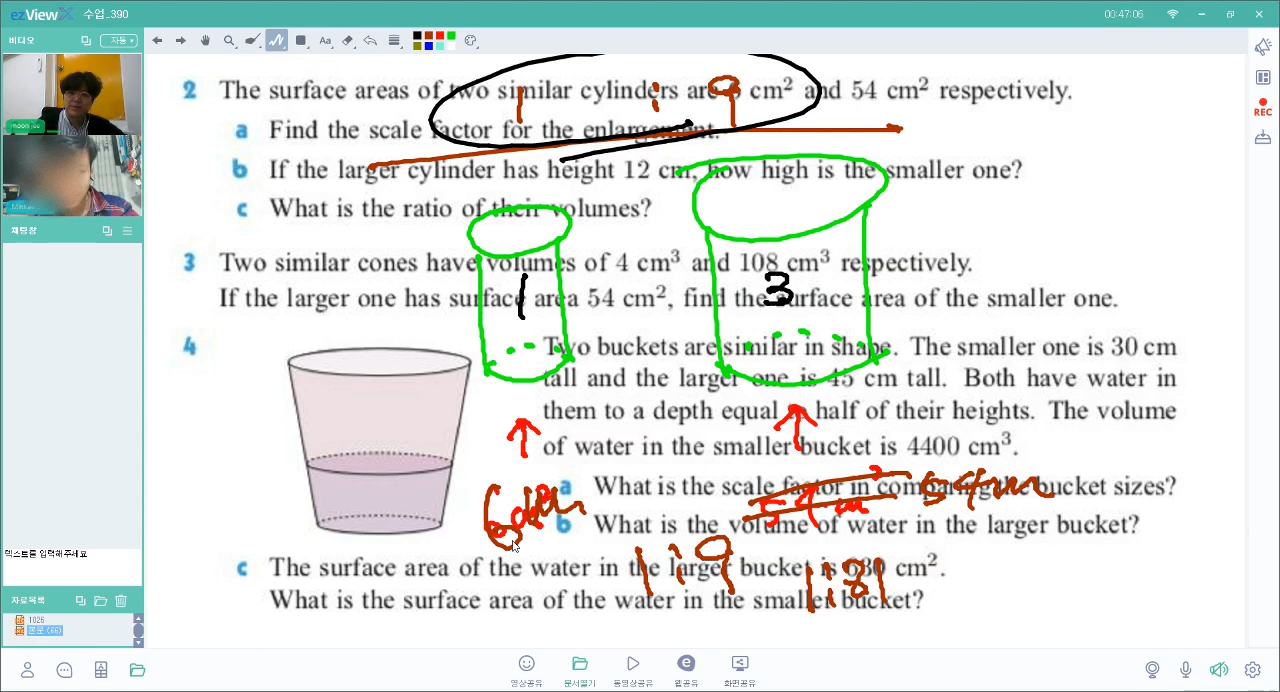 ezViewX 수업_390
00:47:06
비디오
자동
Aa
REC
moon jae
채팅창
텍스트를 입력해주세요
자료목록
1026
2 The surface areas of two similar cylinders are cm² and 54 cm² respectively.
1 : 9
a Find the scale factor for the enlargement.
b If the larger cylinder has height 12 cm, how high is the smaller one?
c What is the ratio of their volumes?
3 Two similar cones have volumes of 4 cm³ and 108 cm³ respectively.
If the larger one has surface area 54 cm², find the surface area of the smaller one.
1 3
4 Two buckets are similar in shape. The smaller one is 30 cm
tall and the larger one is 45 cm tall. Both have water in
them to a depth equal to half of their heights. The volume
of water in the smaller bucket is 4400 cm³.
a What is the scale factor in comparing the bucket sizes?
b What is the volume of water in the larger bucket?
1:9 1:81
c The surface area of the water in the larger bucket is 630 cm².
What is the surface area of the water in the smaller bucket?
영상공유 문서열기 동영상공유 웹공유 화면공유